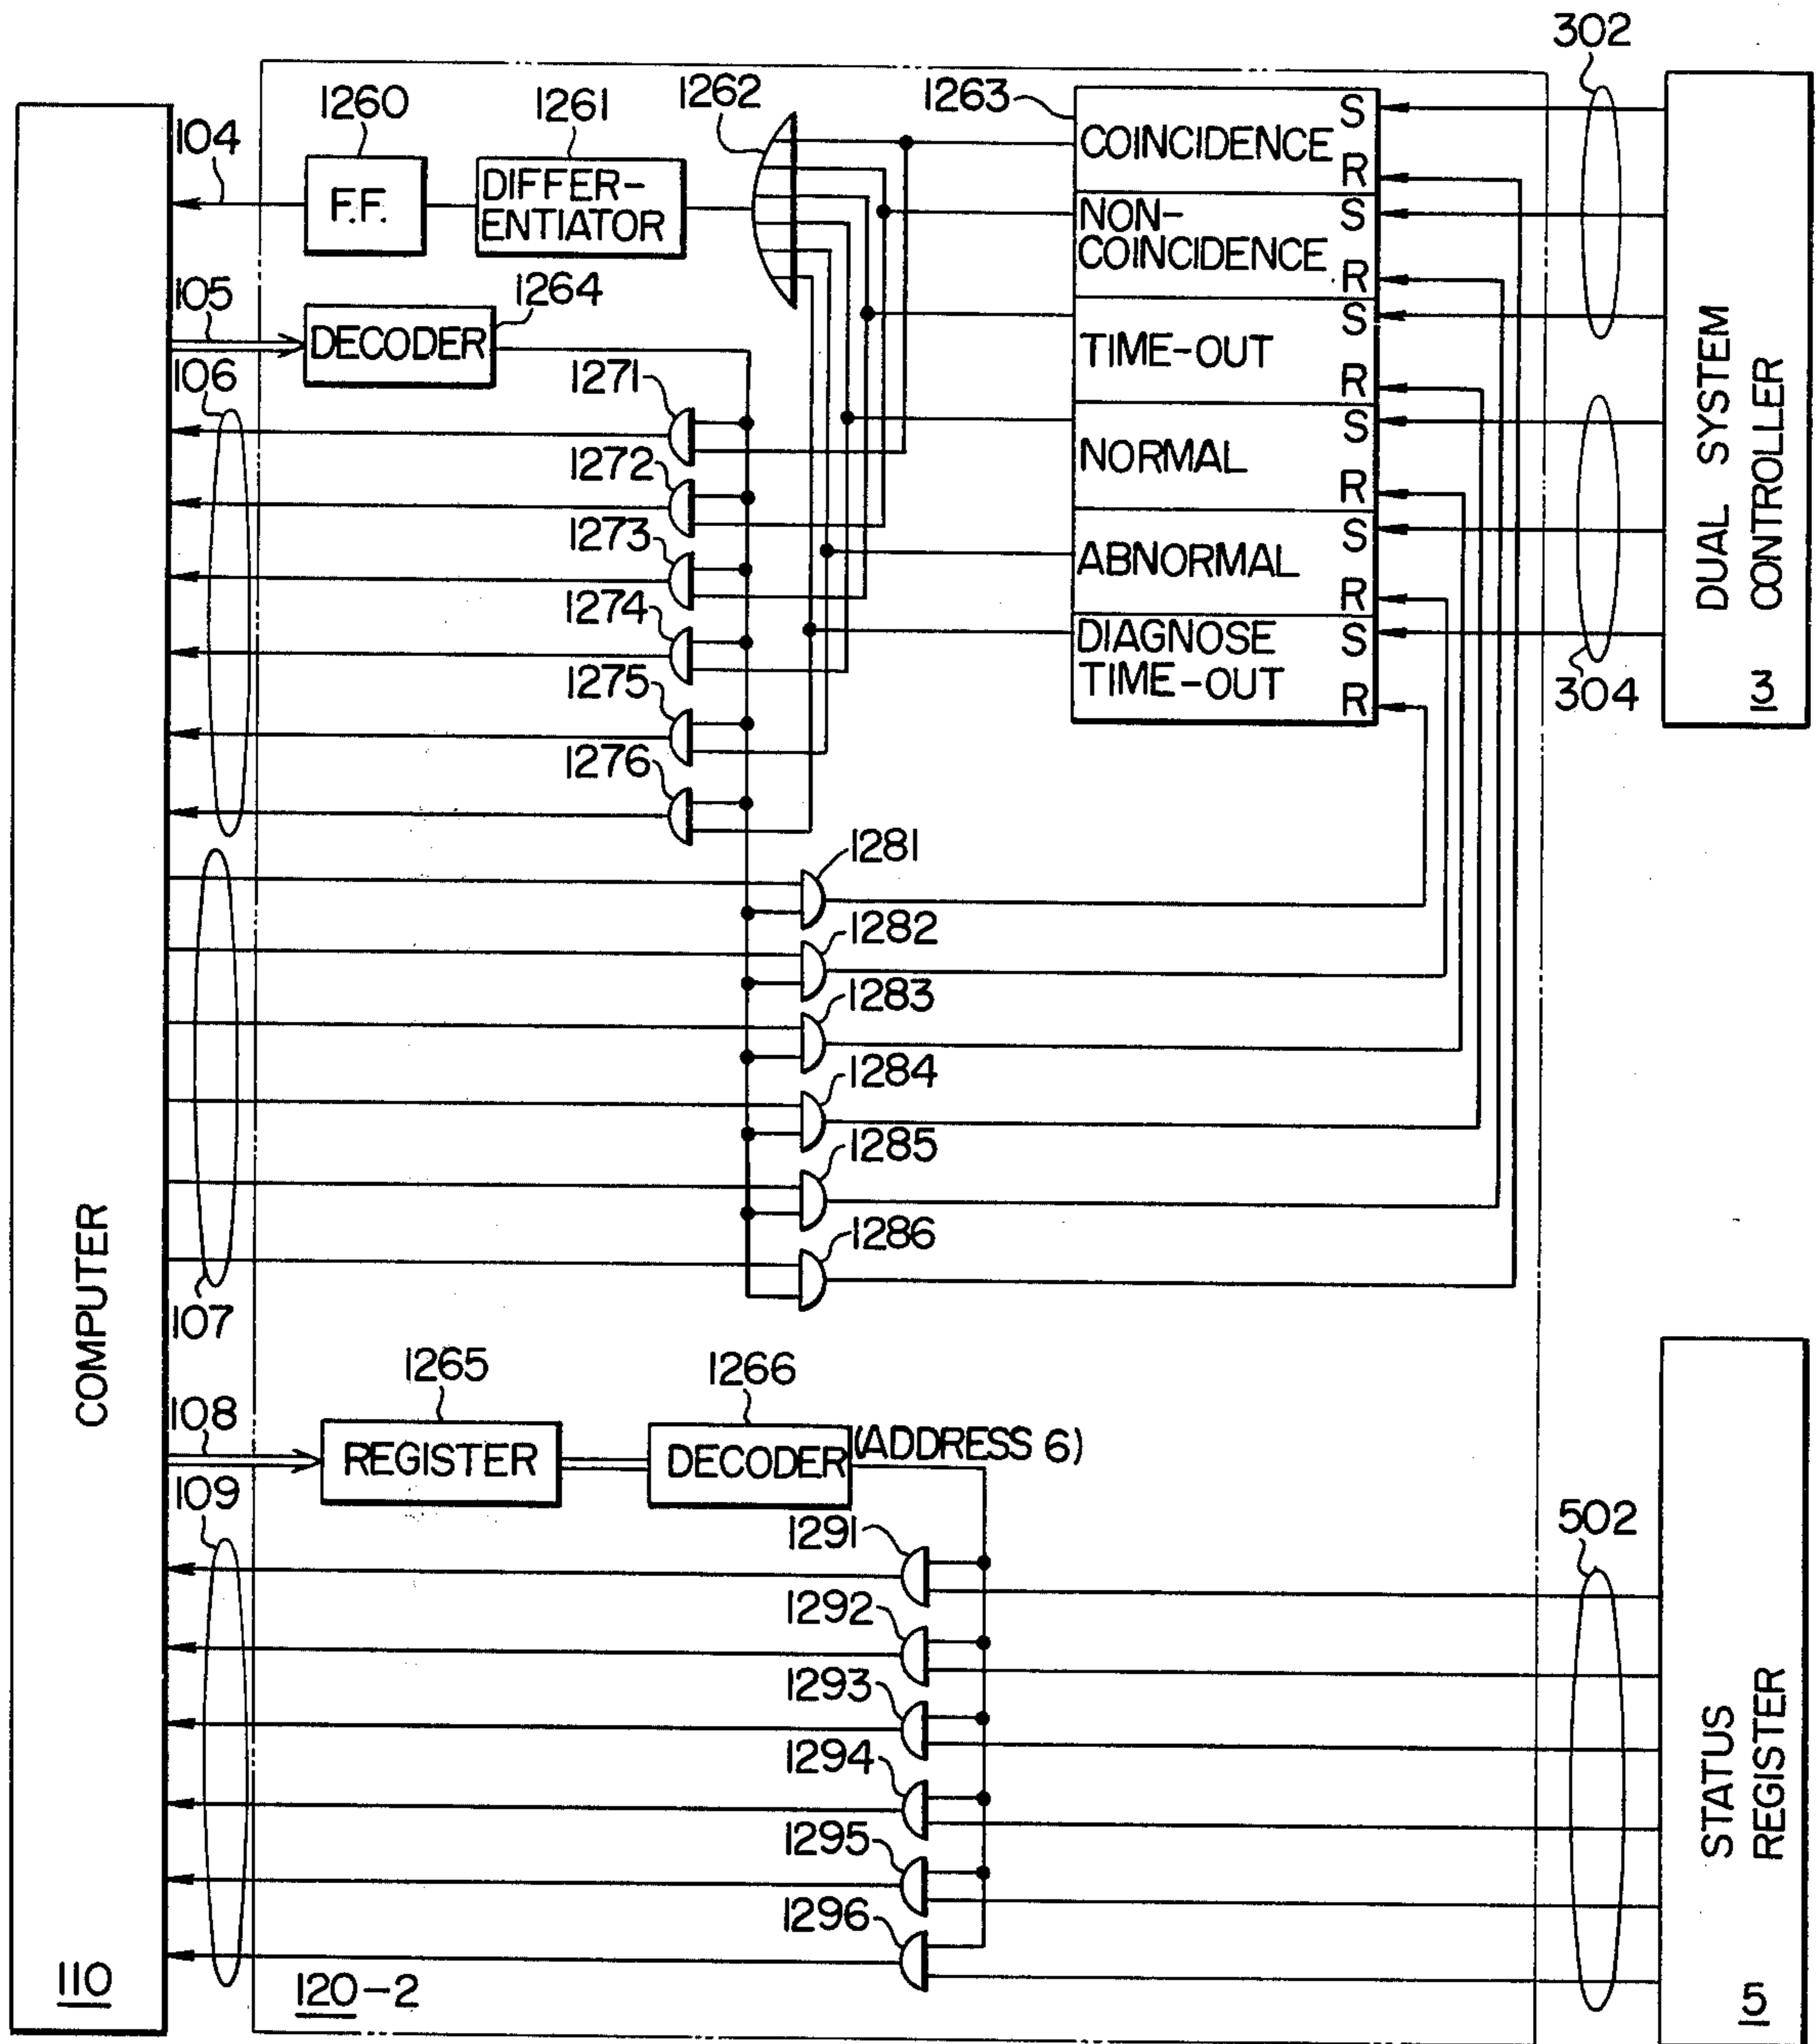 302
1260
1261
1262
1263
104
F.F.
DIFFER-
ENTIATOR
COINCIDENCE
S
R
NON-
COINCIDENCE
S
R
TIME-OUT
S
R
NORMAL
S
R
ABNORMAL
S
R
DIAGNOSE
TIME-OUT
S
R
DUAL SYSTEM
CONTROLLER
13
304
105
DECODER
1264
106
1271
1272
1273
1274
1275
1276
1281
1282
1283
1284
1285
1286
107
COMPUTER
110
1265
1266
108
REGISTER
DECODER
(ADDRESS 6)
109
1291
1292
1293
1294
1295
1296
502
STATUS
REGISTER
15
120-2